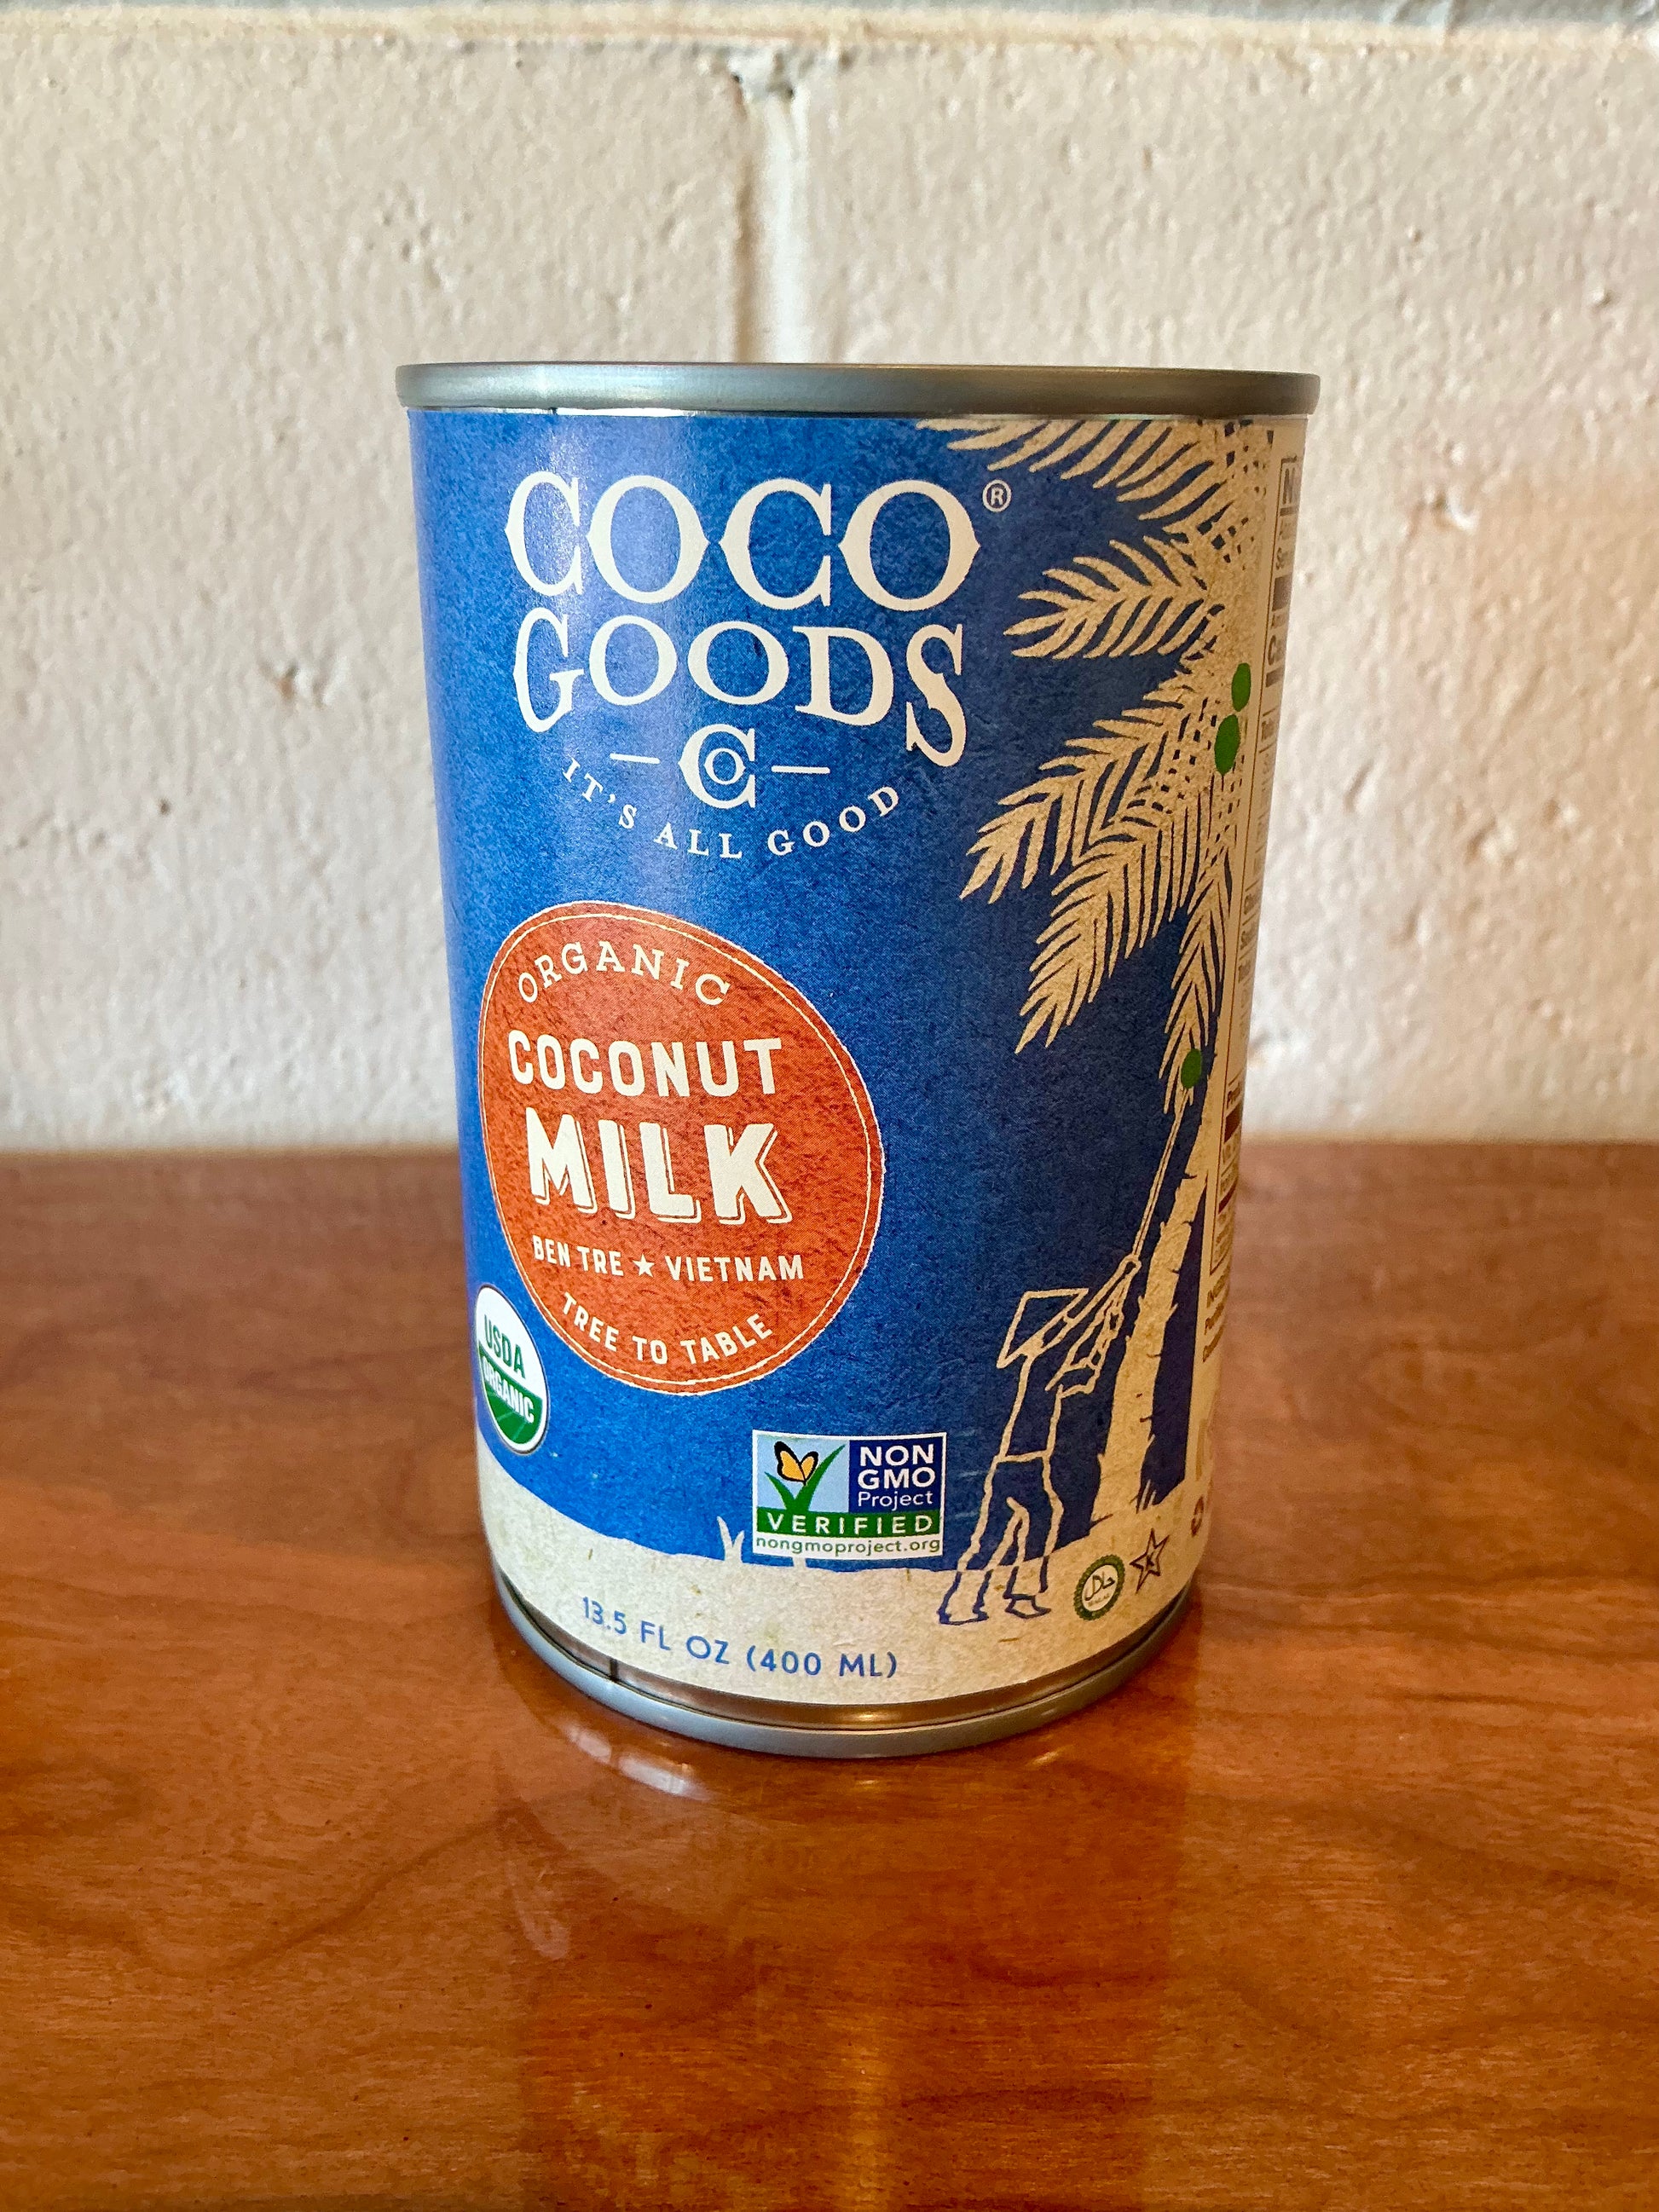 COCO®
GOODS
CO
IT'S ALL GOOD
ORGANIC
COCONUT
MILK
BEN TRE ★ VIETNAM
TREE TO TABLE
USDA
ORGANIC
NON
GMO
Project
VERIFIED
nongmoproject.org
K
13.5 FL OZ (400 ML)